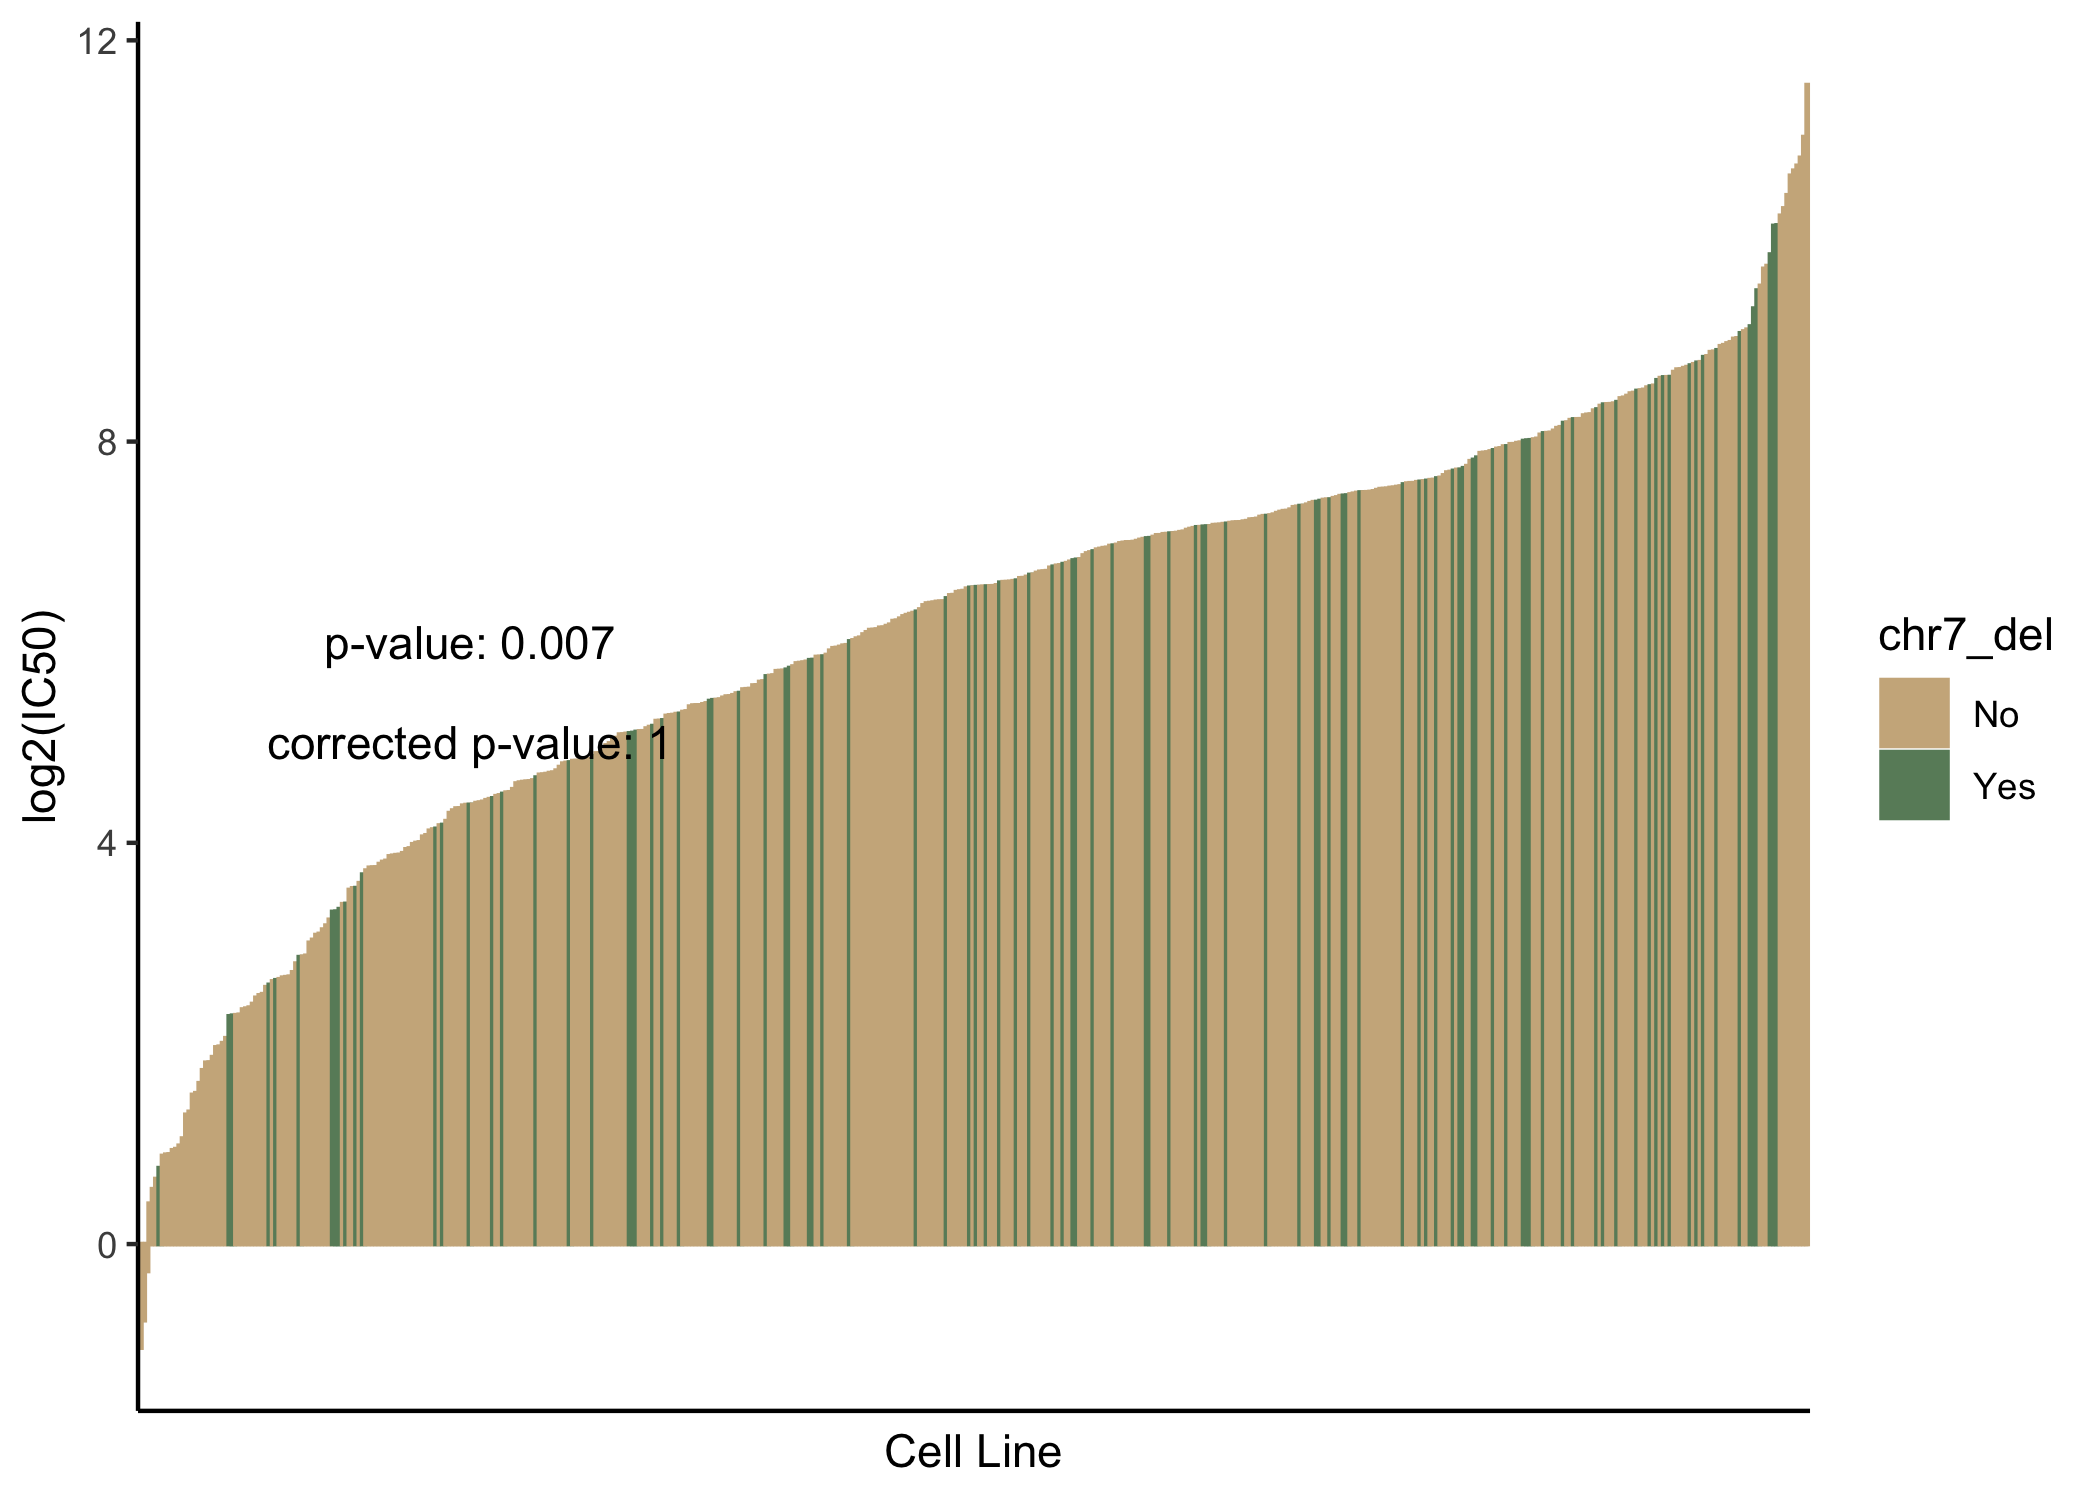 12
8
4
0
log2(IC50)
p-value: 0.007
corrected p-value: 1
Cell Line
chr7_del
No
Yes